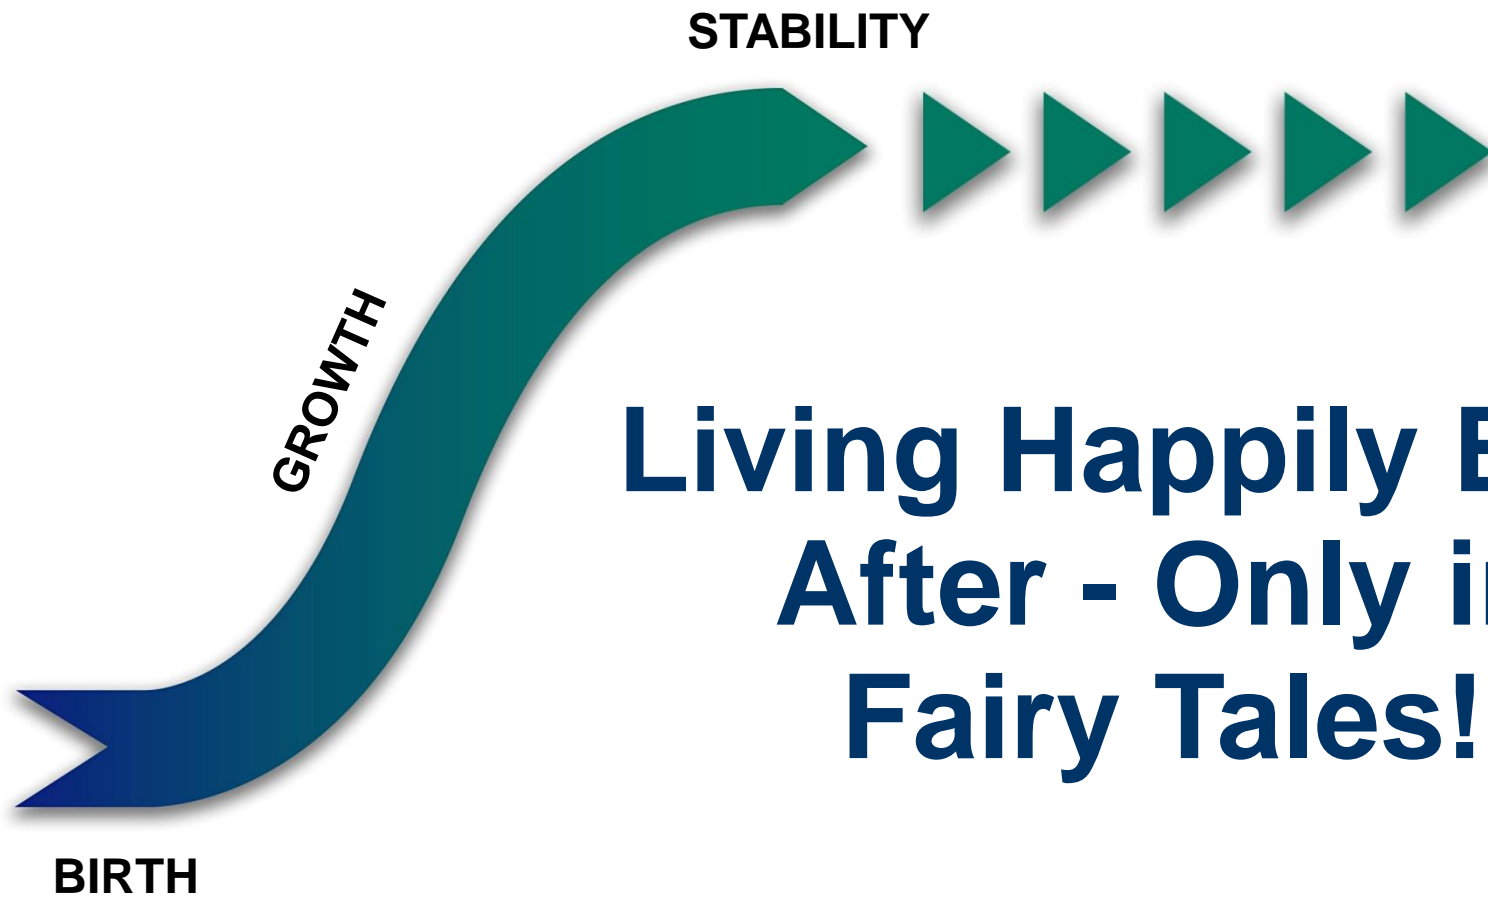 STABILITY
GROWTH
Living Happily
After - Only
Fairy Tales!
BIRTH